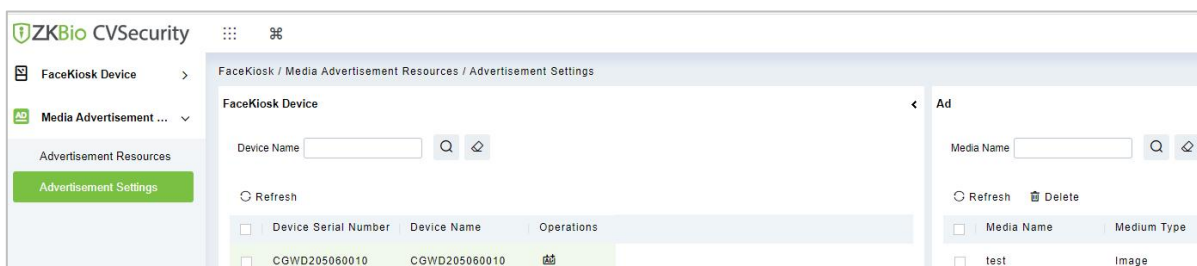 ZKBio CVSecurity
FaceKiosk Device
AD Media Advertisement ...
Advertisement Resources
Advertisement Settings
FaceKiosk / Media Advertisement Resources / Advertisement Settings
FaceKiosk Device
Device Name
Refresh
Device Serial Number Device Name Operations
CGWD205060010 CGWD205060010 AD
Ad
Media Name
Refresh Delete
Media Name Medium Type
test Image